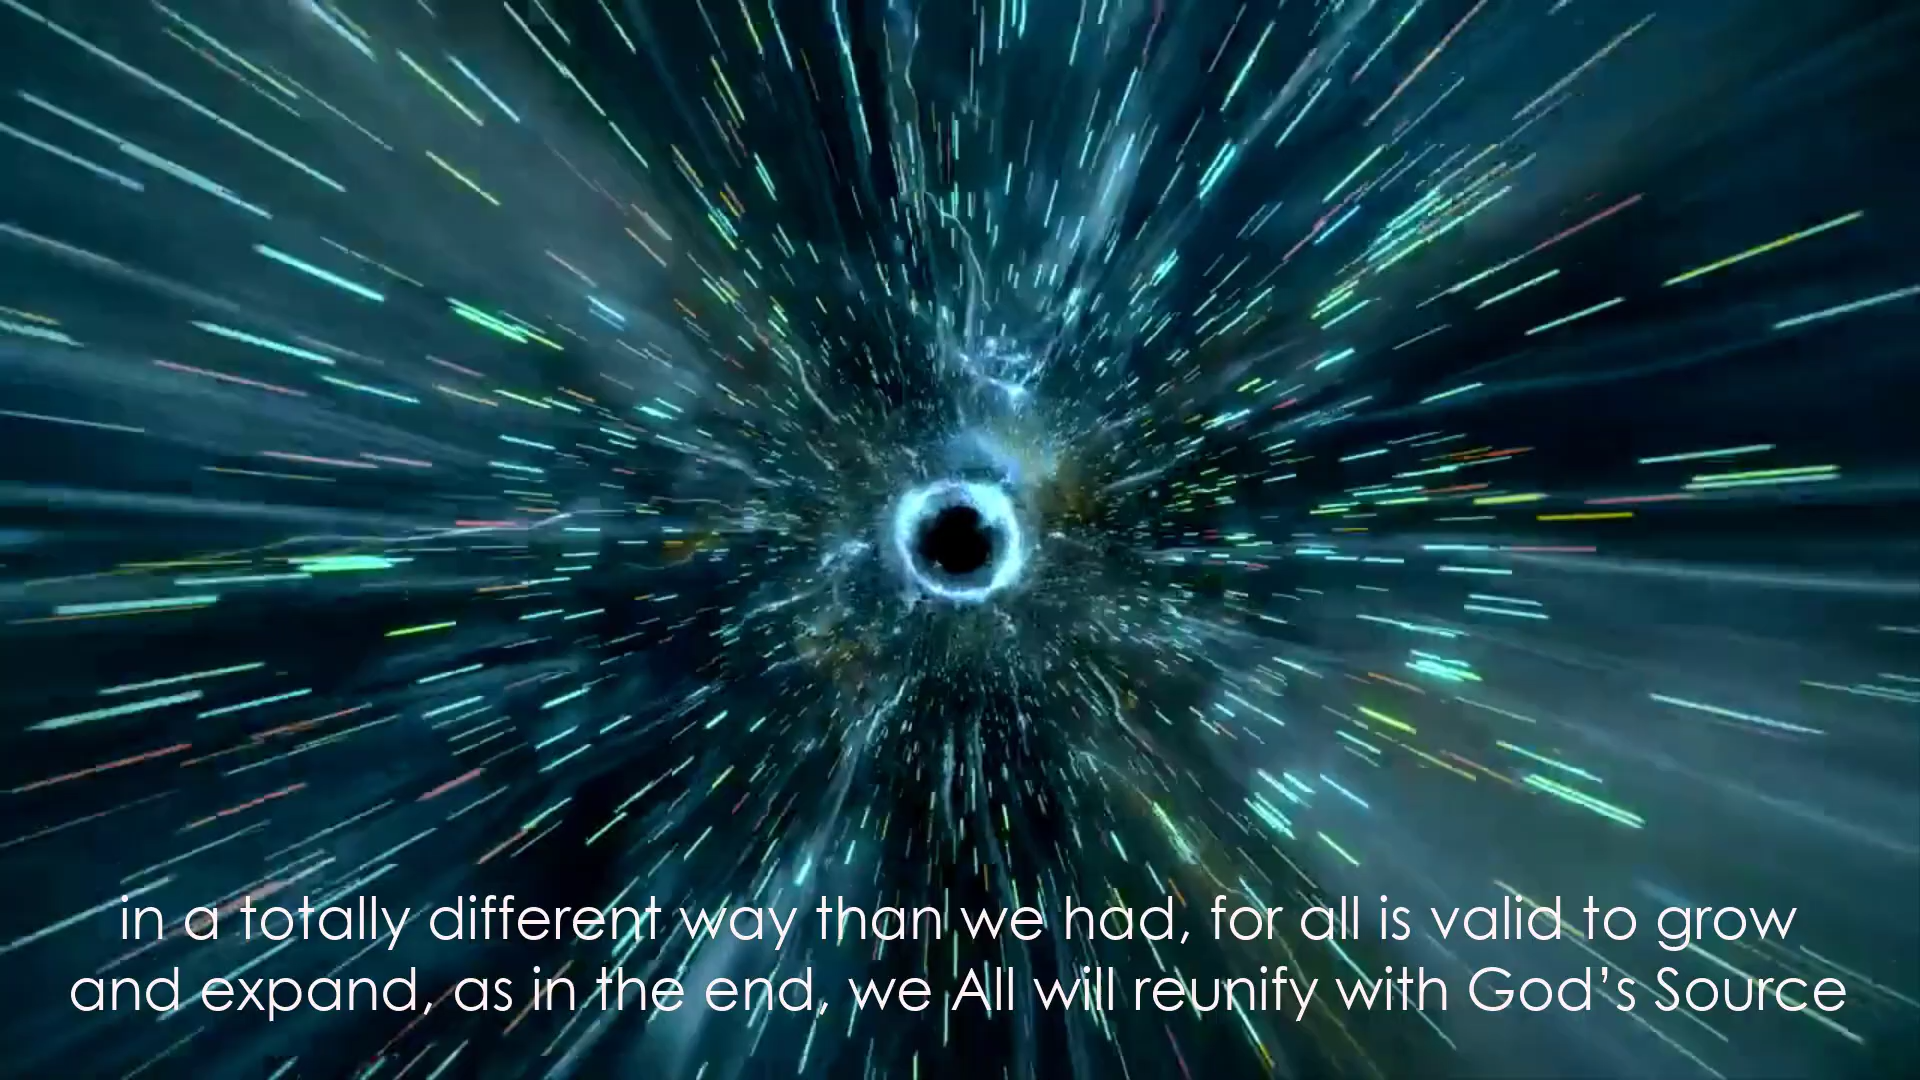 in a totally different way than we had, for all is valid to grow
and expand, as in the end, we All will reunify with God’s Source